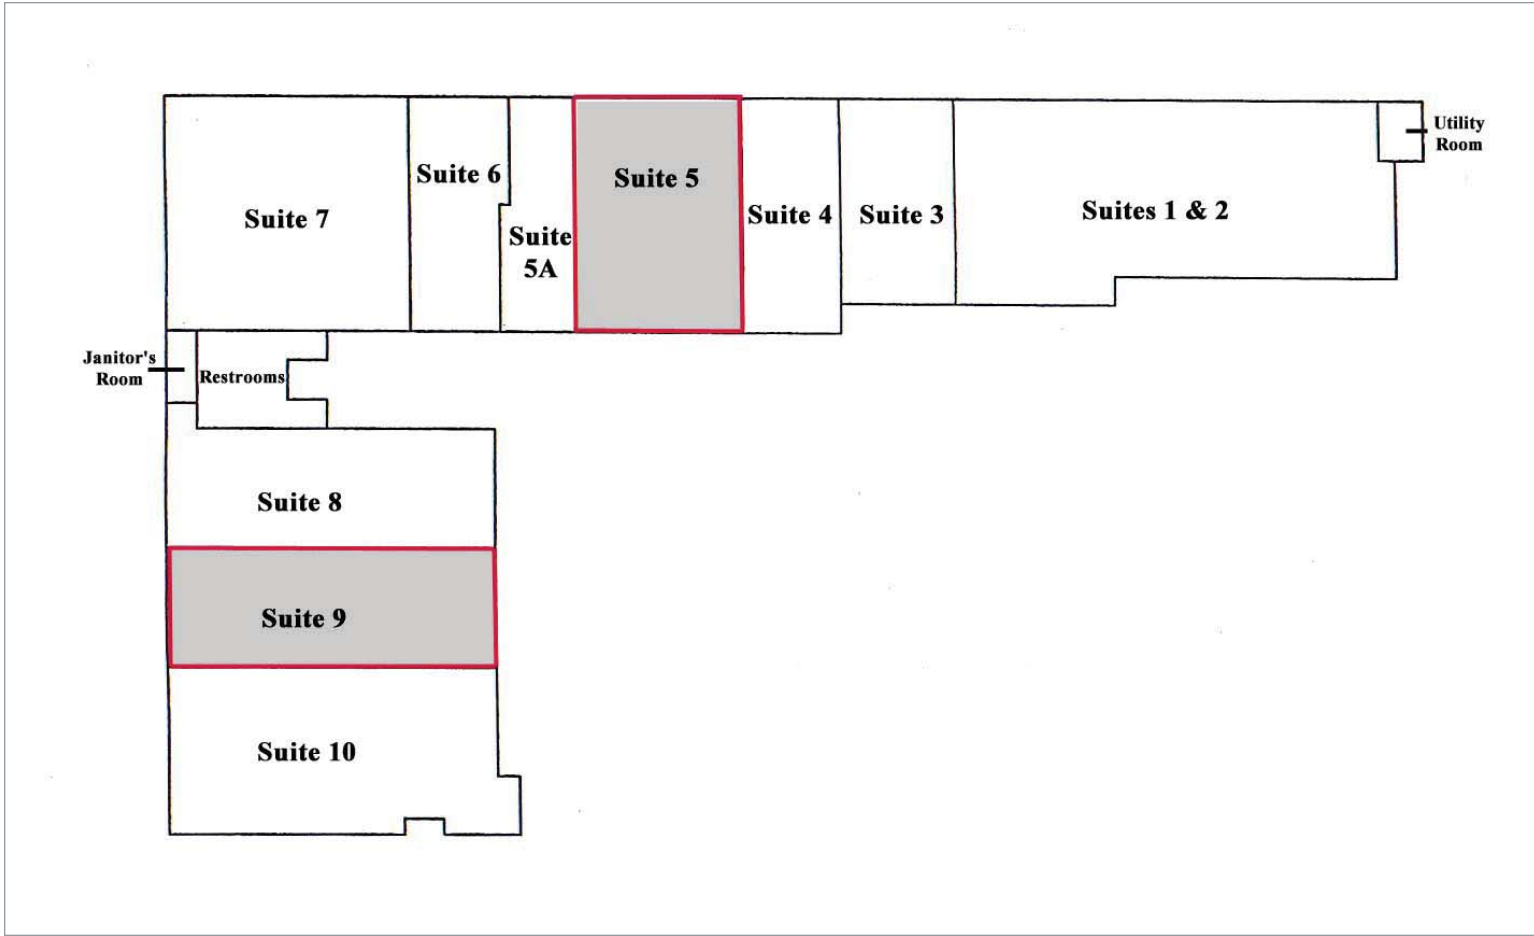 Utility
Room
Suite 6
Suite 5
Suite 7
Suite
5A
Suite 4
Suite 3
Suites 1 & 2
Janitor's
Room
Restrooms
Suite 8
Suite 9
Suite 10